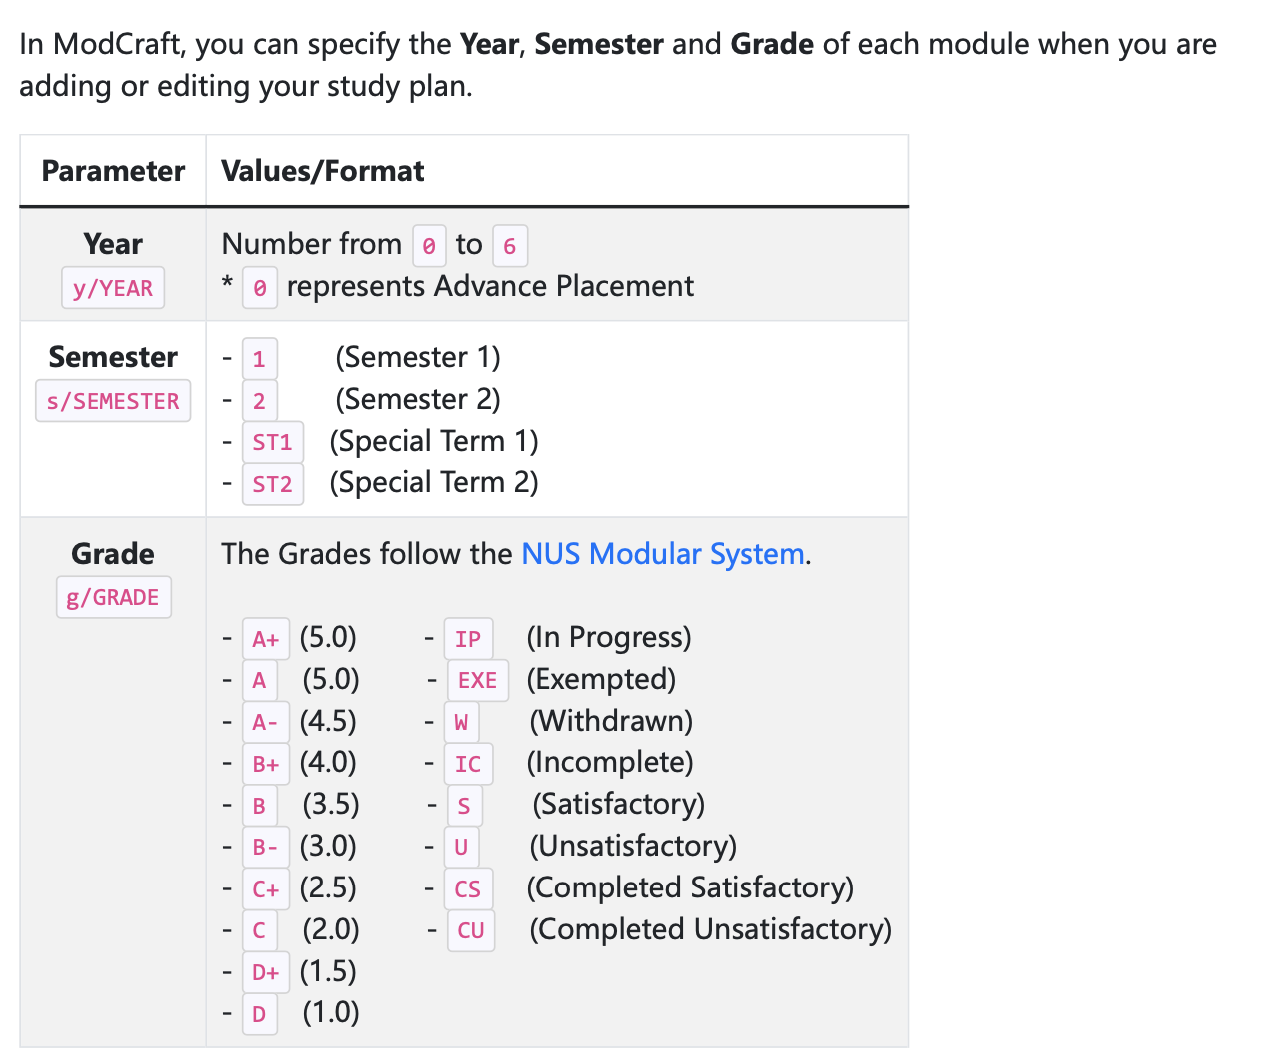 In ModCraft, you can specify the Year, Semester and Grade of each module when you are
adding or editing your study plan.
Parameter Values/Format
Year Number from 0 to 6
y/YEAR * 0 represents Advance Placement
Semester - 1 (Semester 1)
s/SEMESTER - 2 (Semester 2)
- ST1 (Special Term 1)
- ST2 (Special Term 2)
Grade The Grades follow the NUS Modular System.
g/GRADE
- A+ (5.0) - IP (In Progress)
- A (5.0) - EXE (Exempted)
- A- (4.5) - W (Withdrawn)
- B+ (4.0) - IC (Incomplete)
- B (3.5) - S (Satisfactory)
- B- (3.0) - U (Unsatisfactory)
- C+ (2.5) - CS (Completed Satisfactory)
- C (2.0) - CU (Completed Unsatisfactory)
- D+ (1.5)
- D (1.0)